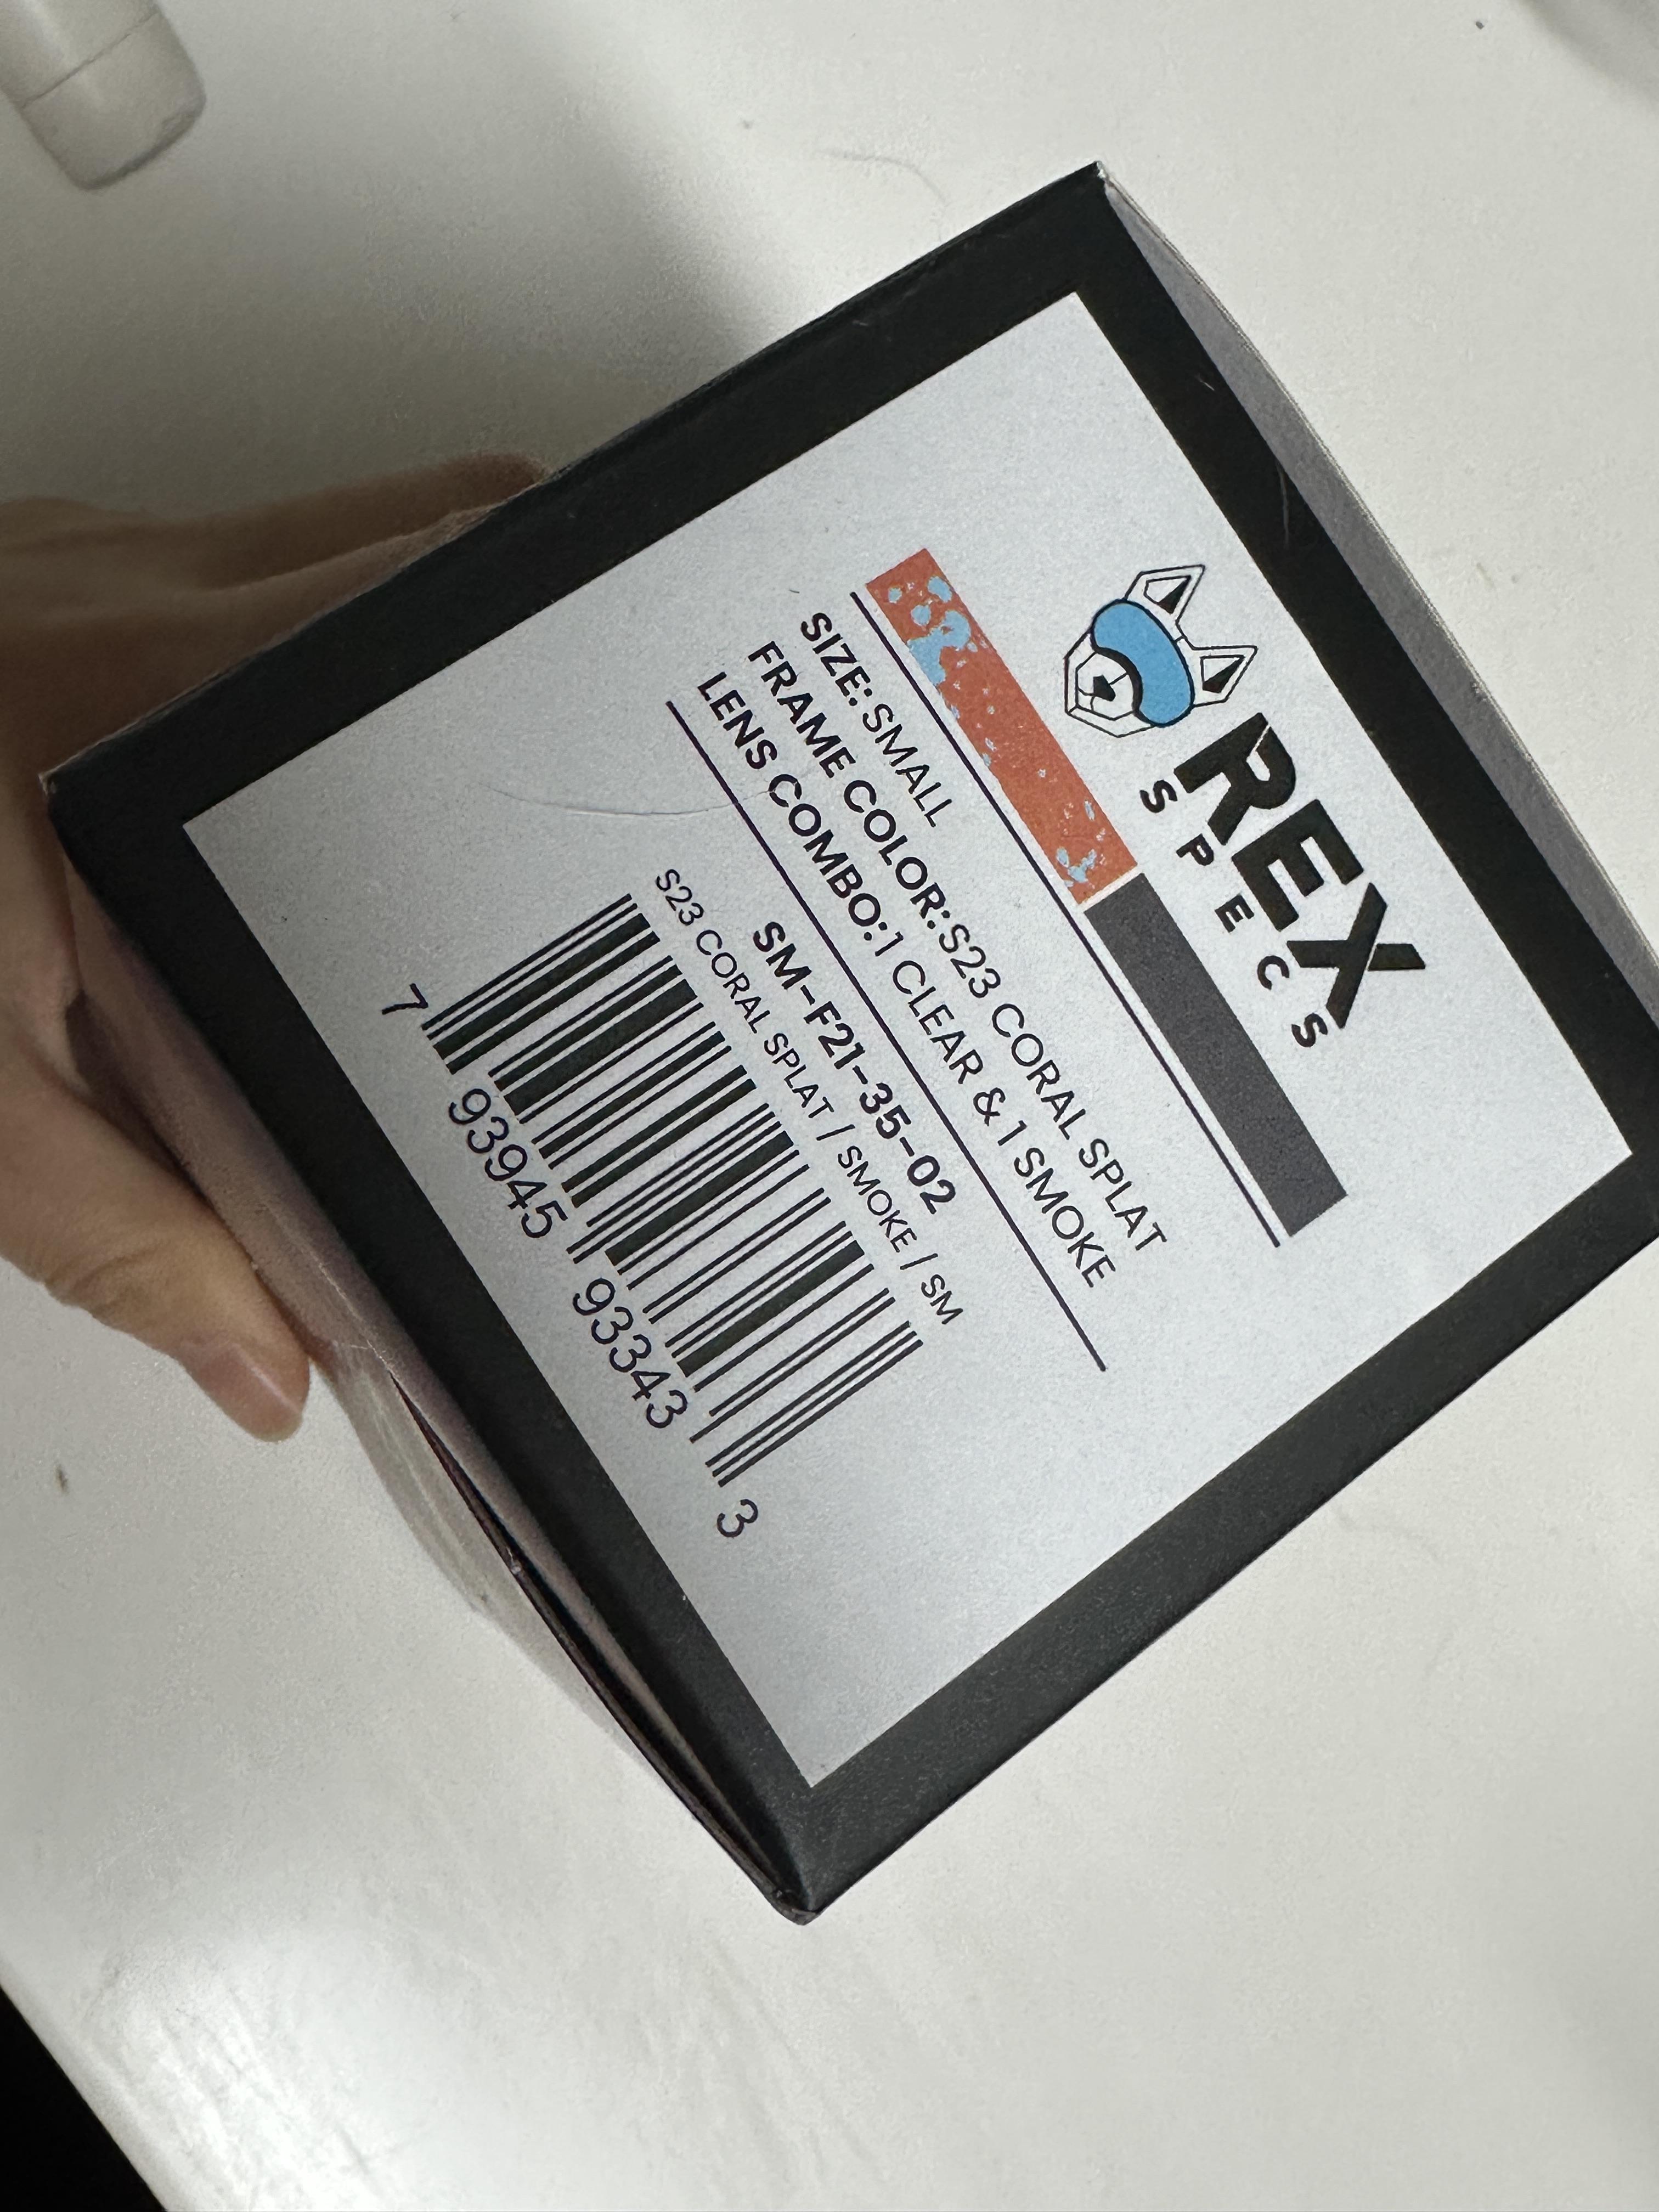 REX
SPECS
SIZE: SMALL
FRAME COLOR: S23 CORAL SPLAT
LENS COMBO: 1 CLEAR & 1 SMOKE
SM-F21-35-02
S23 CORAL SPLAT / SMOKE / SM
7 93945 93343 3